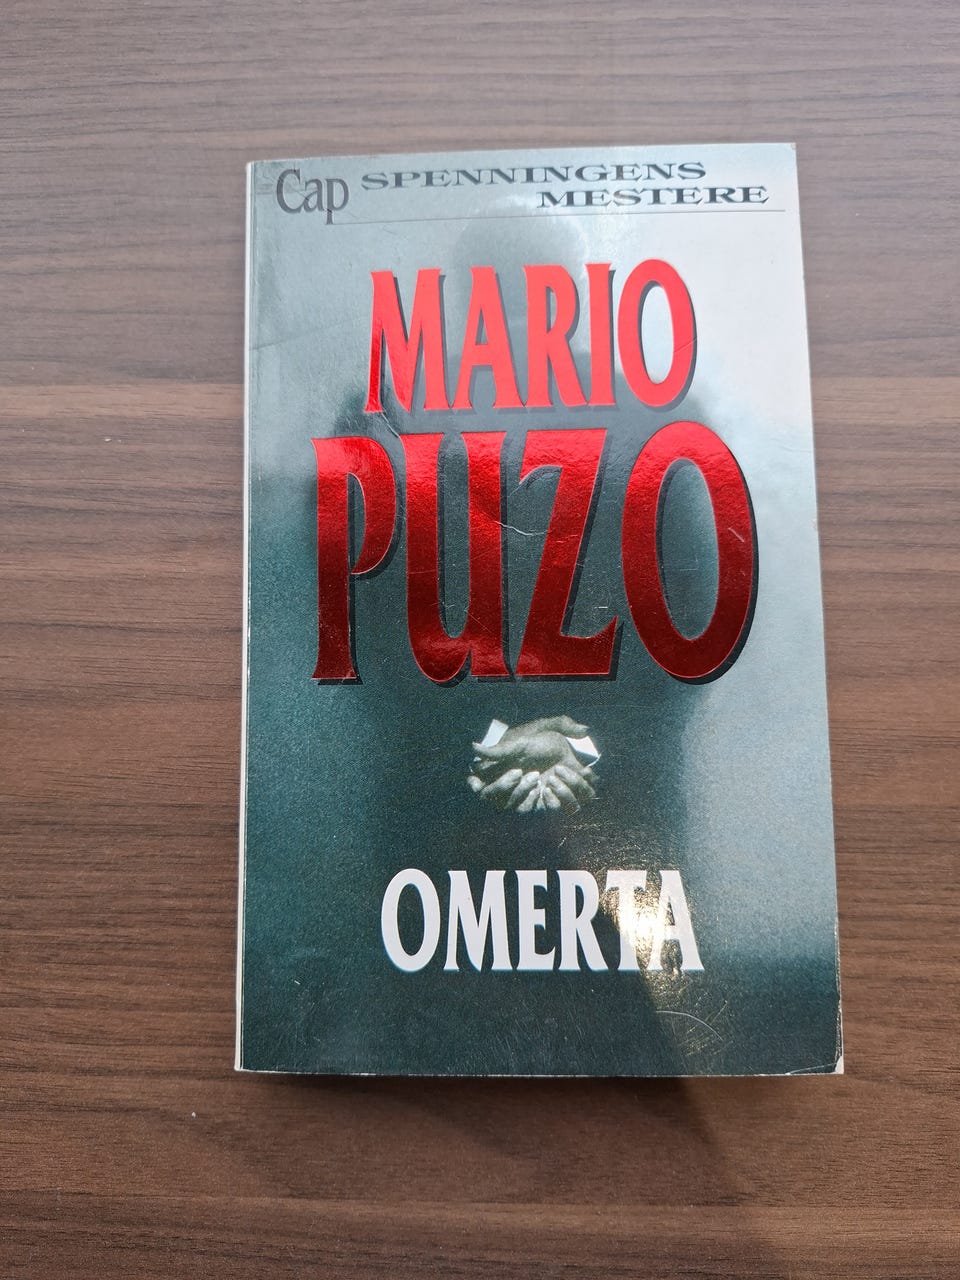 Cap SPENNINGENS
MESTERE
MARIO
PUZO
OMERTA